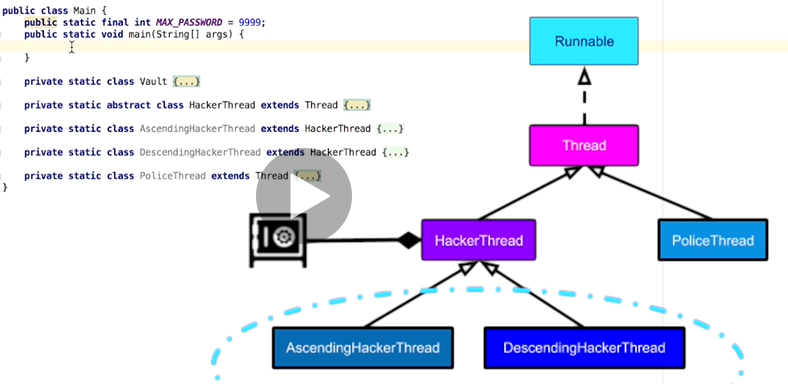 public class Main {
public static final int MAX_PASSWORD = 9999;
public static void main(String[] args) {
}
private static class Vault {...}
private static abstract class HackerThread extends Thread {...}
private static class AscendingHackerThread extends HackerThread {...}
private static class DescendingHackerThread extends HackerThread {...}
private static class PoliceThread extends Thread {...}
}
Runnable
Thread
HackerThread
PoliceThread
AscendingHackerThread
DescendingHackerThread